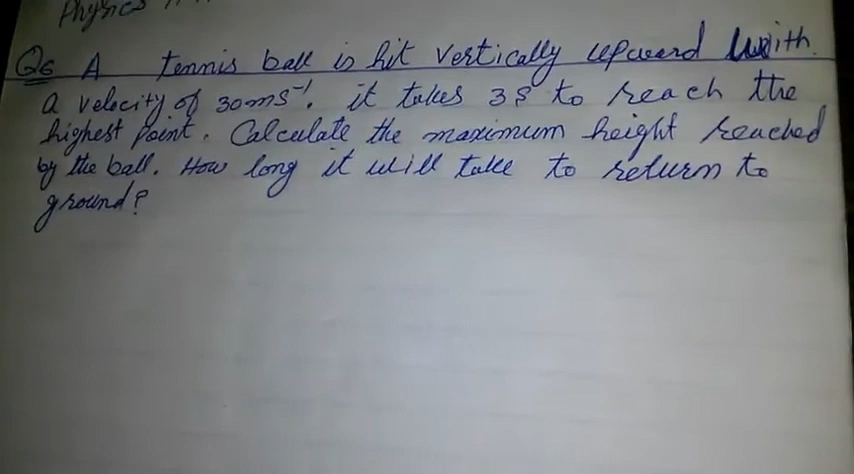 Physics
Q6 A tennis ball is hit vertically upward with
a velocity of 30ms⁻¹. it takes 3s to reach the
highest point. Calculate the maximum height reached
by the ball. How long it will take to return to
ground?